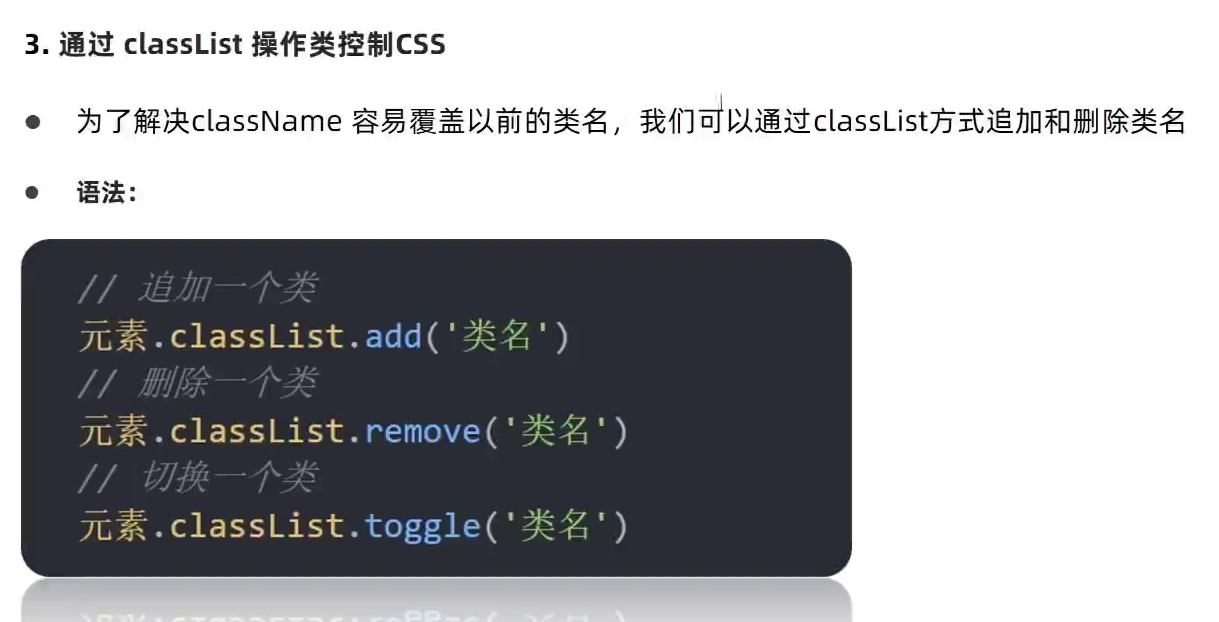 3. 通过 classList 操作类控制CSS
● 为了解决className 容易覆盖以前的类名，我们可以通过classList方式追加和删除类名
● 语法：
// 追加一个类
元素.classList.add('类名')
// 删除一个类
元素.classList.remove('类名')
// 切换一个类
元素.classList.toggle('类名')